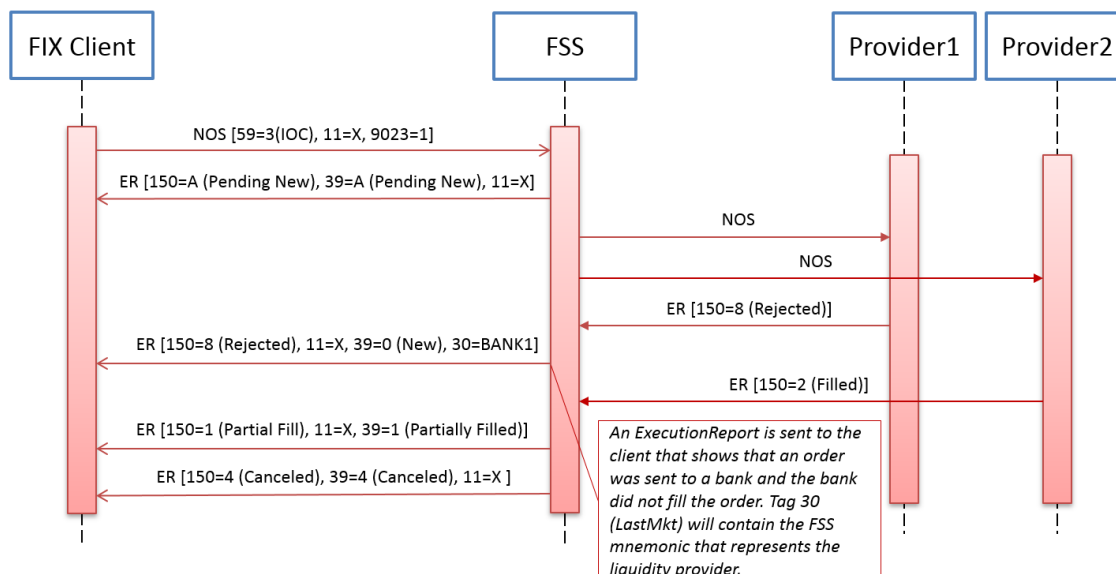 FIX Client
FSS
Provider1
Provider2
NOS [59=3(IOC), 11=X, 9023=1]
ER [150=A (Pending New), 39=A (Pending New), 11=X]
NOS
NOS
ER [150=8 (Rejected)]
ER [150=8 (Rejected), 11=X, 39=0 (New), 30=BANK1]
ER [150=2 (Filled)]
ER [150=1 (Partial Fill), 11=X, 39=1 (Partially Filled)]
ER [150=4 (Canceled), 39=4 (Canceled), 11=X ]
An ExecutionReport is sent to the
client that shows that an order
was sent to a bank and the bank
did not fill the order. Tag 30
(LastMkt) will contain the FSS
mnemonic that represents the
liquidity provider.